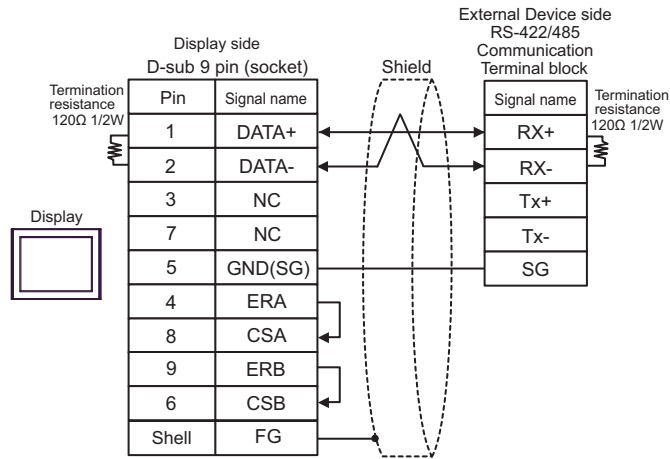 External Device side
RS-422/485
Communication
Terminal block
Display side
D-sub 9 pin (socket)
Shield
Termination
resistance
120Ω 1/2W
Pin Signal name
1 DATA+
2 DATA-
3 NC
7 NC
5 GND(SG)
4 ERA
8 CSA
9 ERB
6 CSB
Shell FG
Display
Signal name
RX+
RX-
Tx+
Tx-
SG
Termination
resistance
120Ω 1/2W